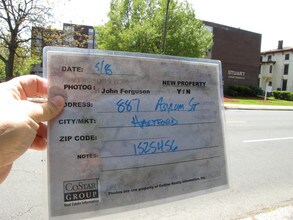 DATE: 5/8
PHOTOG: John Ferguson NEW PROPERTY
Y / N
ADDRESS: 887 Asylum St
CITY/MKT: HARTFORD
ZIP CODE: 1525456
NOTES:
CoStar
GROUP
STUART